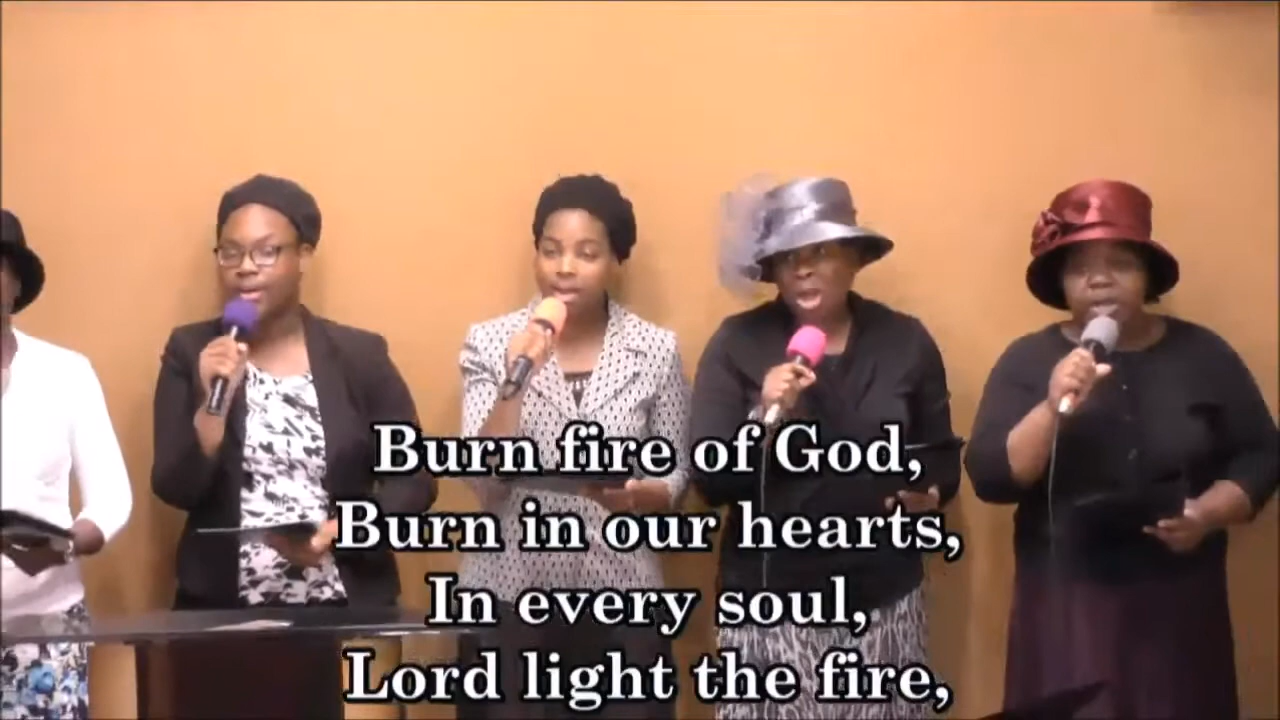 Burn fire of God,
Burn in our hearts,
In every soul,
Lord light the fire,